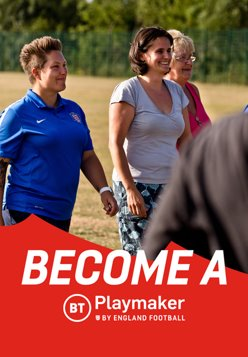 BECOME A
BT Playmaker
BY ENGLAND FOOTBALL